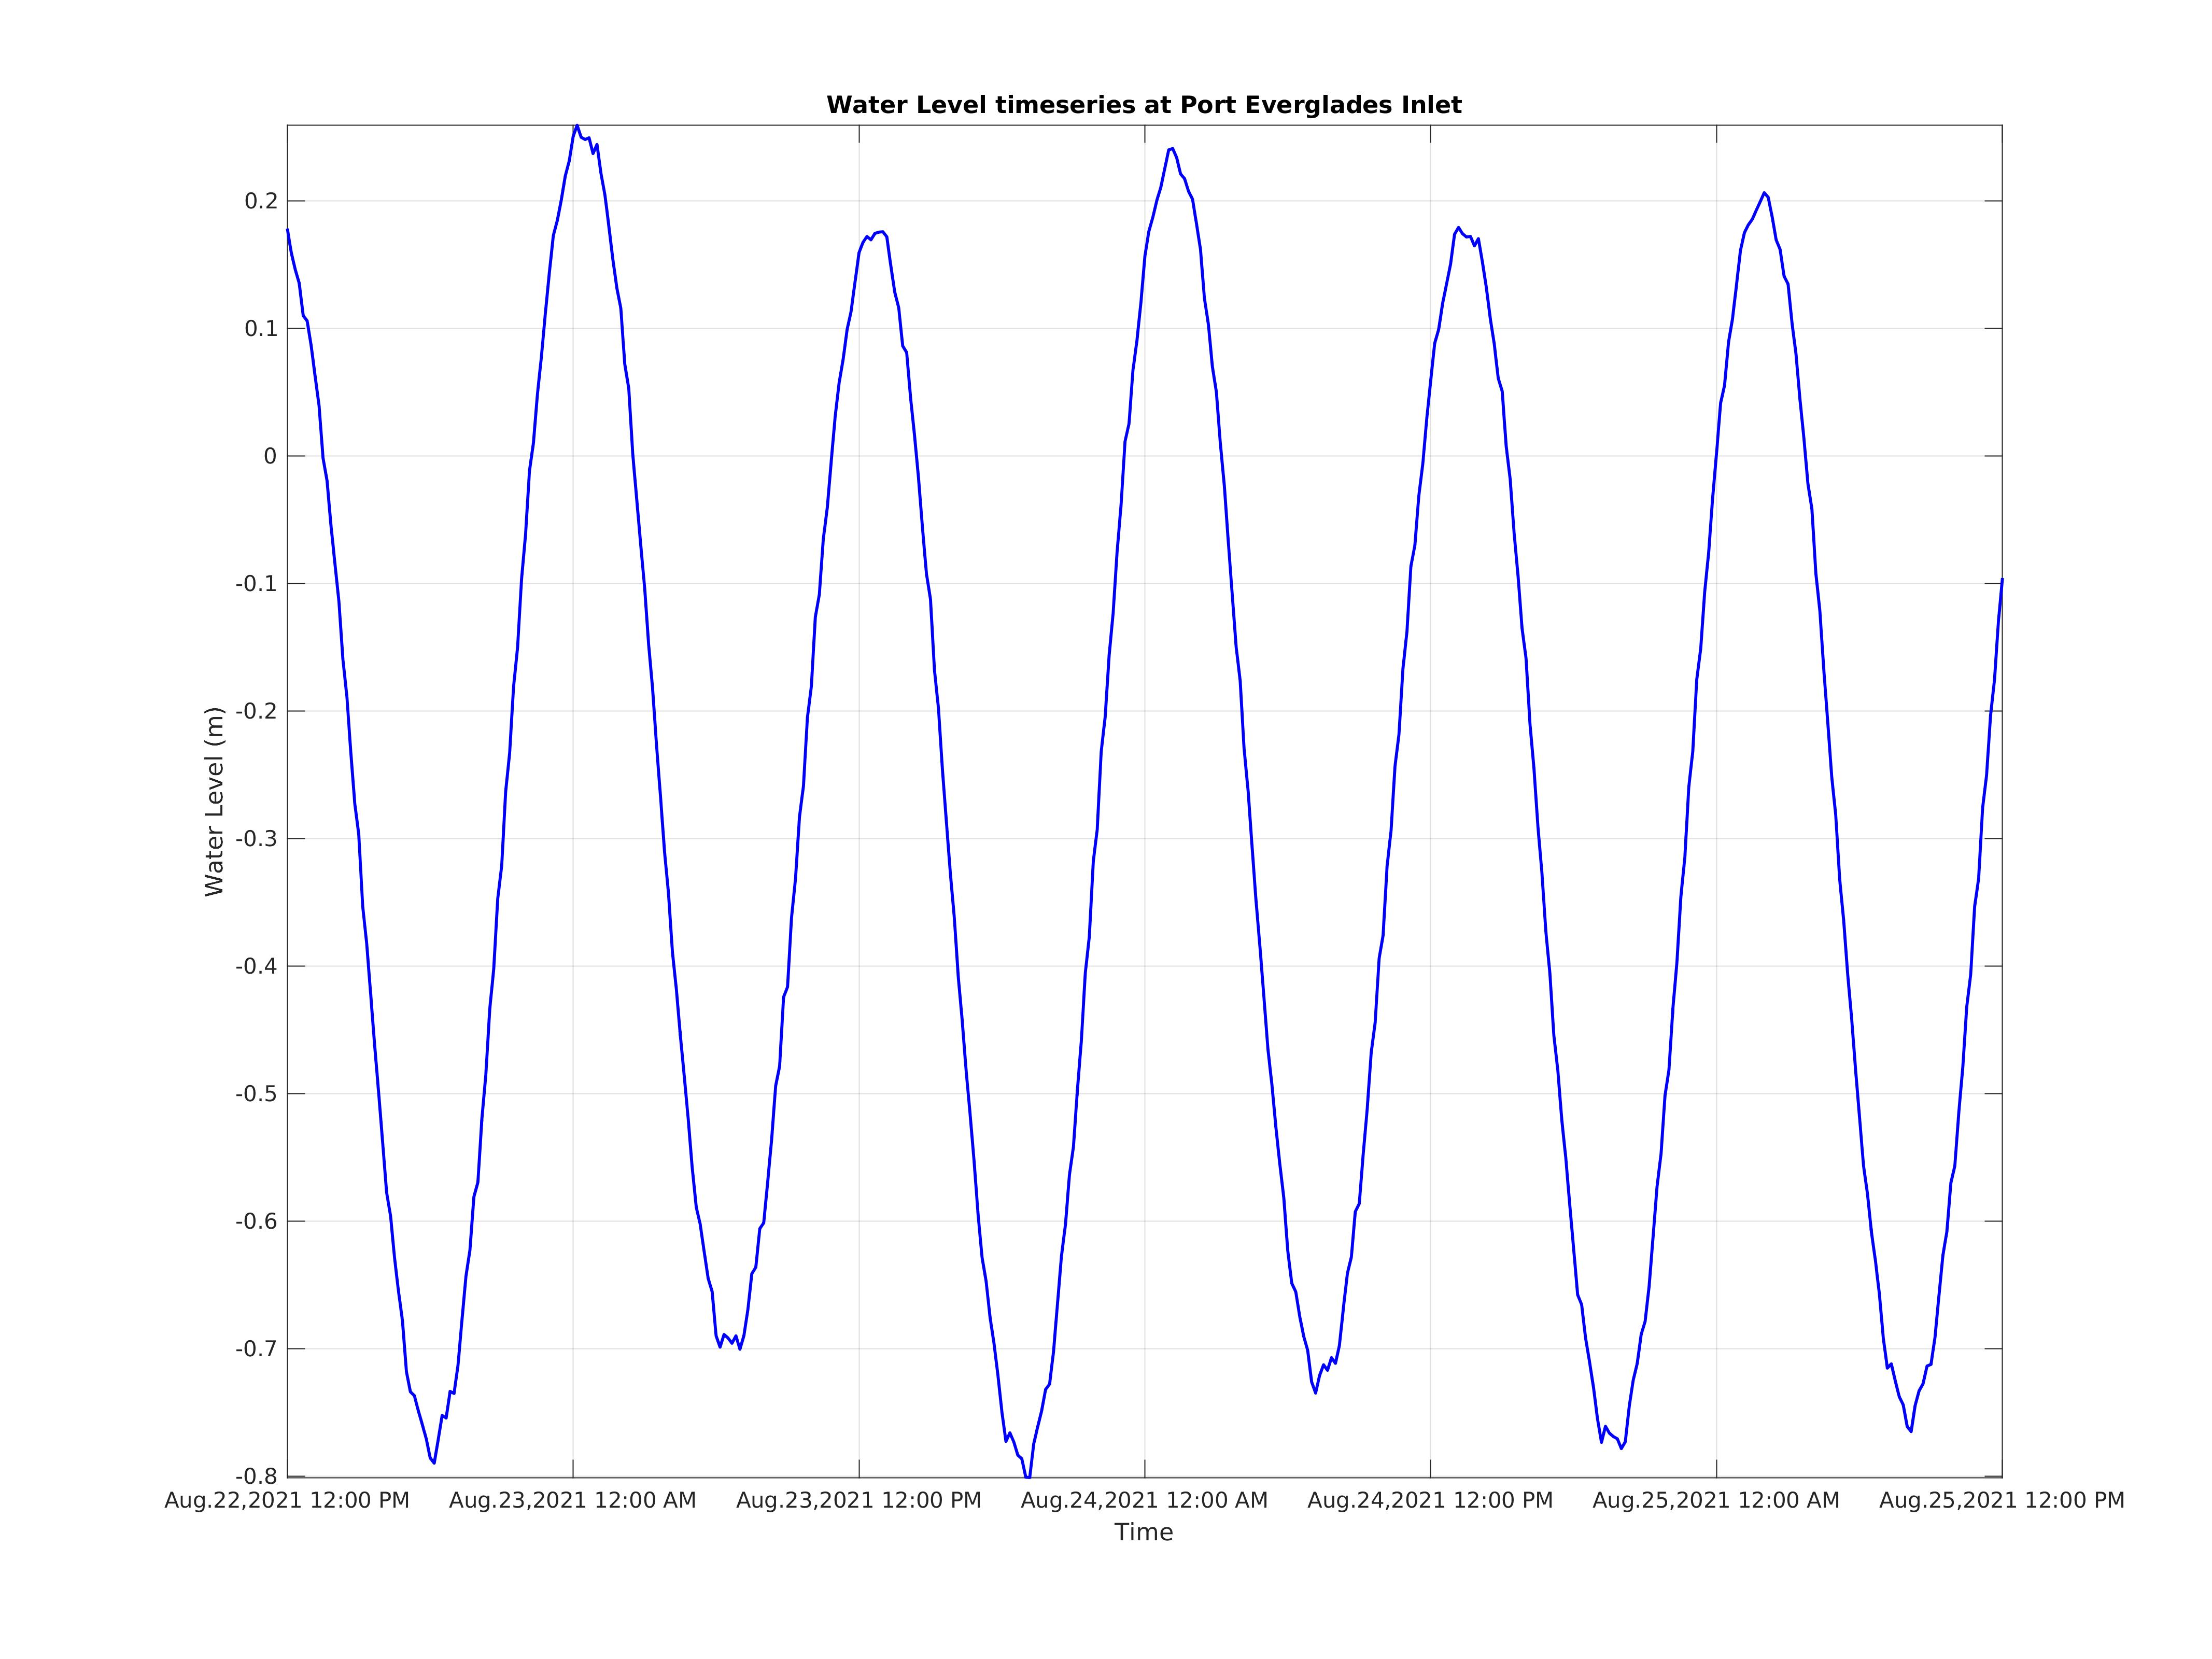 Water Level timeseries at Port Everglades Inlet
0.2
0.1
0
-0.1
-0.2
-0.3
-0.4
-0.5
-0.6
-0.7
-0.8
Water Level (m)
Aug.22,2021 12:00 PM Aug.23,2021 12:00 AM Aug.23,2021 12:00 PM Aug.24,2021 12:00 AM Aug.24,2021 12:00 PM Aug.25,2021 12:00 AM Aug.25,2021 12:00 PM
Time